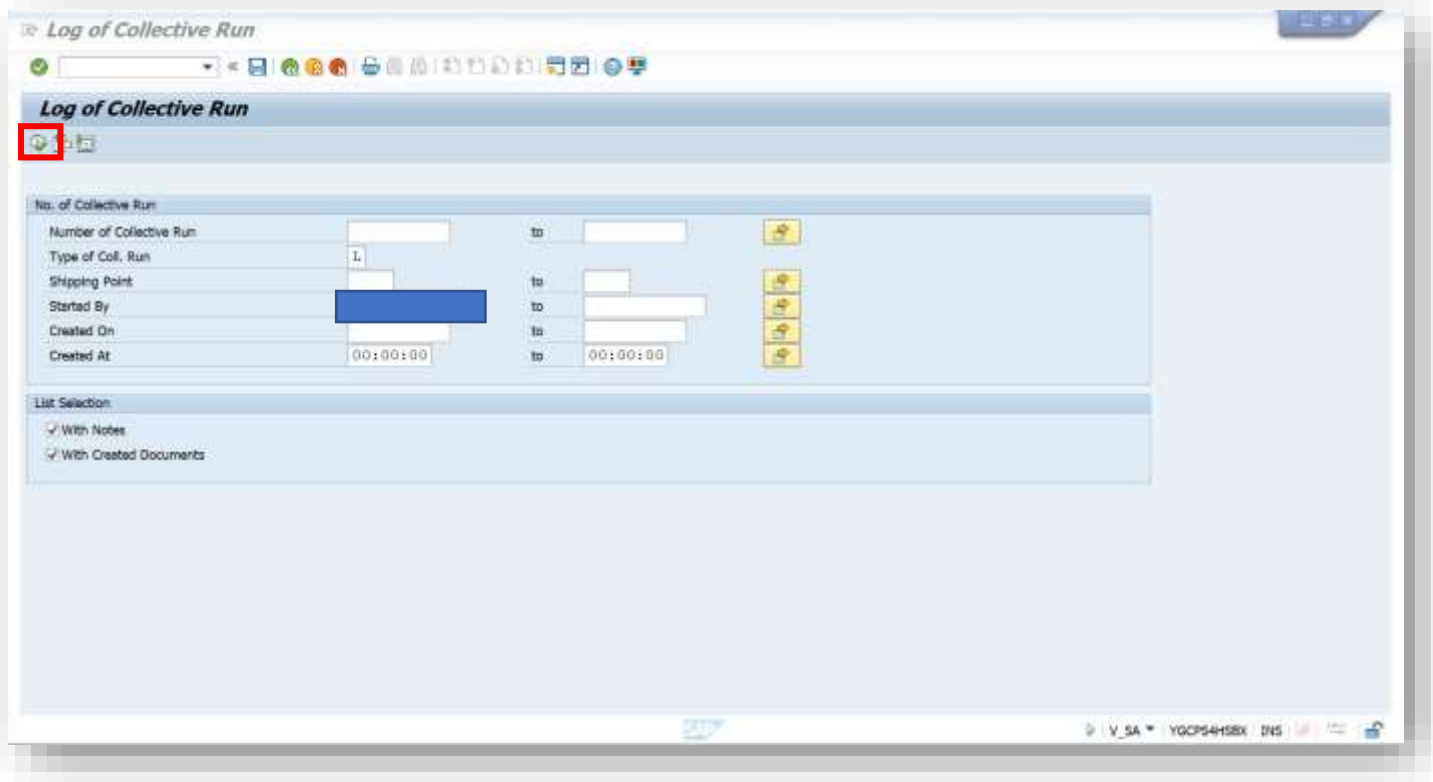 Log of Collective Run
Log of Collective Run
No. of Collective Run
Number of Collective Run to
Type of Coll. Run L
Shipping Point to
Started By to
Created On to
Created At 00:00:00 to 00:00:00
List Selection
With Notes
With Created Documents
SAP V_SA YGCPS4HSBX INS